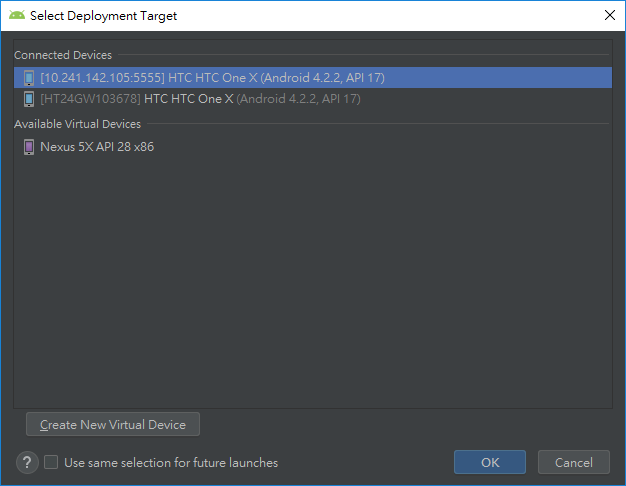 Select Deployment Target
Connected Devices
[10.241.142.105:5555] HTC HTC One X (Android 4.2.2, API 17)
[HT24GW103678] HTC HTC One X (Android 4.2.2, API 17)
Available Virtual Devices
Nexus 5X API 28 x86
Create New Virtual Device
? Use same selection for future launches OK Cancel